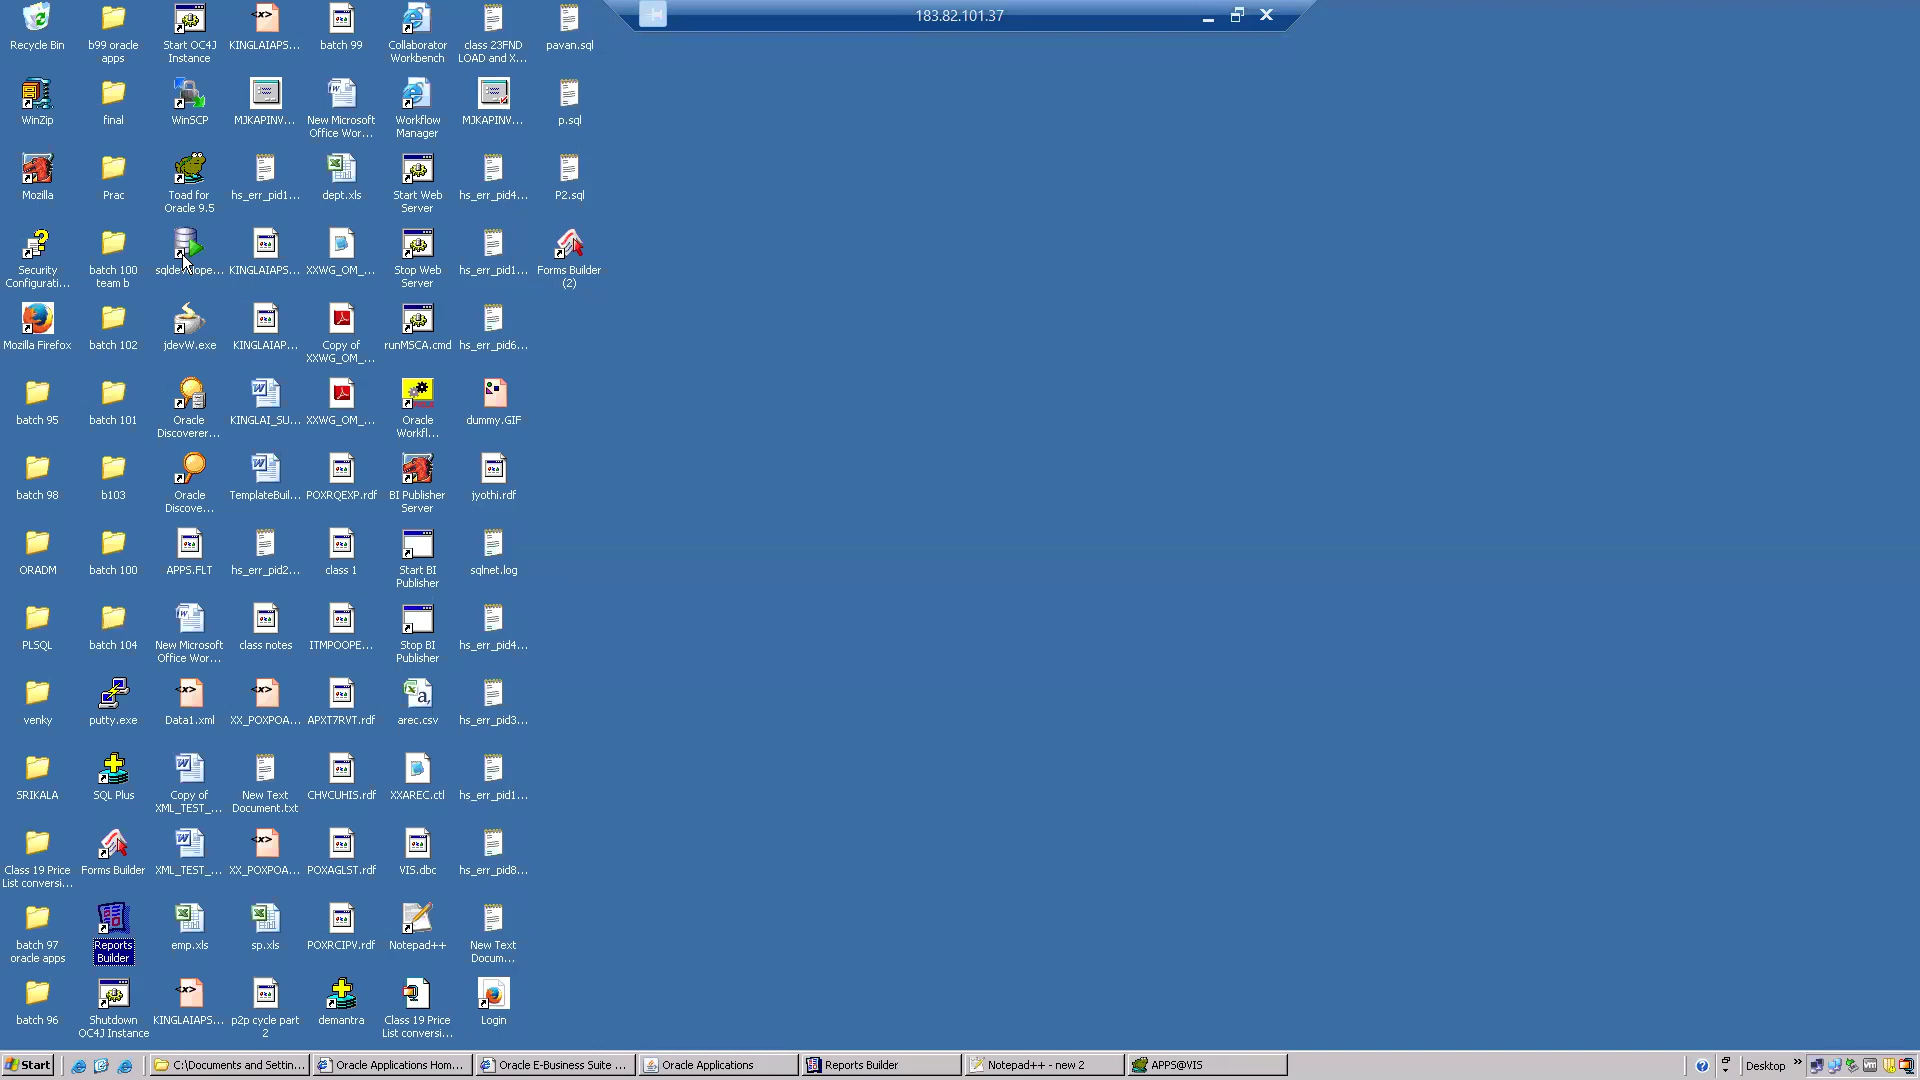 183.82.101.37
Recycle Bin
b99 oracle
apps
Start OC4J
Instance
KINGLAIAPS...
batch 99
Collaborator
Workbench
class 23FND
LOAD and X...
pavan.sql
WinZip
final
WinSCP
MJKAPINV...
New Microsoft
Office Wor...
Workflow
Manager
MJKAPINV...
p.sql
Mozilla
Prac
Toad for
Oracle 9.5
hs_err_pid1...
dept.xls
Start Web
Server
hs_err_pid4...
P2.sql
Security
Configurati...
batch 100
team b
sqldevelope...
KINGLAIAPS...
XXWG_OM_...
Stop Web
Server
hs_err_pid1...
Forms Builder
(2)
Mozilla Firefox
batch 102
jdevW.exe
KINGLAIAP...
Copy of
XXWG_OM_...
runMSCA.cmd
hs_err_pid6...
batch 95
batch 101
Oracle
Discoverer...
KINGLAI_SU...
XXWG_OM_...
Oracle
Workfl...
dummy.GIF
batch 98
b103
Oracle
Discove...
TemplateBuil...
POXRQEXP.rdf
BI Publisher
Server
jyothi.rdf
ORADM
batch 100
APPS.FLT
hs_err_pid2...
class 1
Start BI
Publisher
sqlnet.log
PLSQL
batch 104
New Microsoft
Office Wor...
class notes
ITMPOOPE...
Stop BI
Publisher
hs_err_pid4...
venky
putty.exe
Data1.xml
XX_POXPOA...
APXT7RVT.rdf
arec.csv
hs_err_pid3...
SRIKALA
SQL Plus
Copy of
XML_TEST_...
New Text
Document.txt
CHVCUHIS.rdf
XXAREC.ctl
hs_err_pid1...
Class 19 Price
List conversi...
Forms Builder
XML_TEST_...
XX_POXPOA...
POXAGLST.rdf
VIS.dbc
hs_err_pid8...
batch 97
oracle apps
Reports
Builder
emp.xls
sp.xls
POXRCIPV.rdf
Notepad++
New Text
Docum...
batch 96
Shutdown
OC4J Instance
KINGLAIAPS...
p2p cycle part
2
demantra
Class 19 Price
List conversi...
Login
Start
C:\Documents and Settin...
Oracle Applications Hom...
Oracle E-Business Suite ...
Oracle Applications
Reports Builder
Notepad++ - new 2
APPS@VIS
Desktop